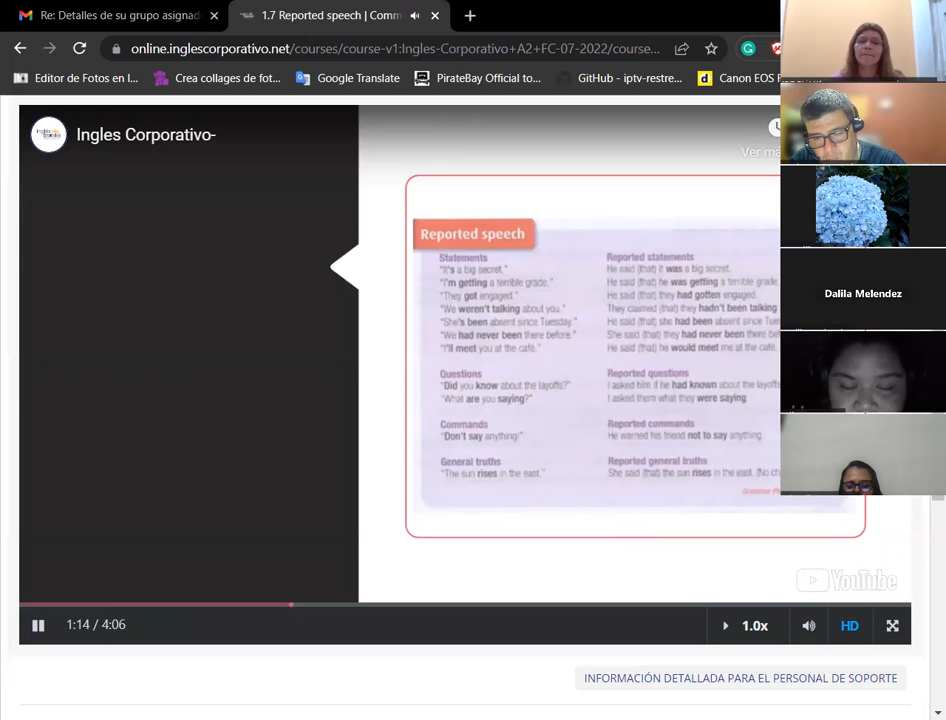 Re: Detalles de su grupo asignad
1.7 Reported speech | Comm
online.inglescorporativo.net/courses/course-v1:Ingles-Corporativo+A2+FC-07-2022/course...
Editor de Fotos en l...
Crea collages de fot...
Google Translate
PirateBay Official to...
GitHub - iptv-restre...
Canon EOS
Ingles Corporativo-
Ver má
Reported speech
Statements
"It's a big secret."
"I'm getting a terrible grade."
"They got engaged."
"We weren't talking about you."
"She's been absent since Tuesday."
"We had never been there before."
"I'll meet you at the café."
Reported statements
He said (that) it was a big secret.
He said (that) he was getting a terrible grade.
He said (that) they had gotten engaged.
They claimed (that) they hadn't been talking
He said (that) she had been absent since Tue
She said (that) they had never been there be
He said (that) he would meet me at the café.
Questions
"Did you know about the layoffs?"
"What are you saying?"
Reported questions
I asked him if he had known about the layoffs
I asked them what they were saying.
Commands
"Don't say anything!"
Reported commands
He warned his friend not to say anything.
General truths
"The sun rises in the east."
Reported general truths
She said (that) the sun rises in the east. (No ch
Dalila Melendez
YouTube
1:14 / 4:06
1.0x
HD
INFORMACIÓN DETALLADA PARA EL PERSONAL DE SOPORTE